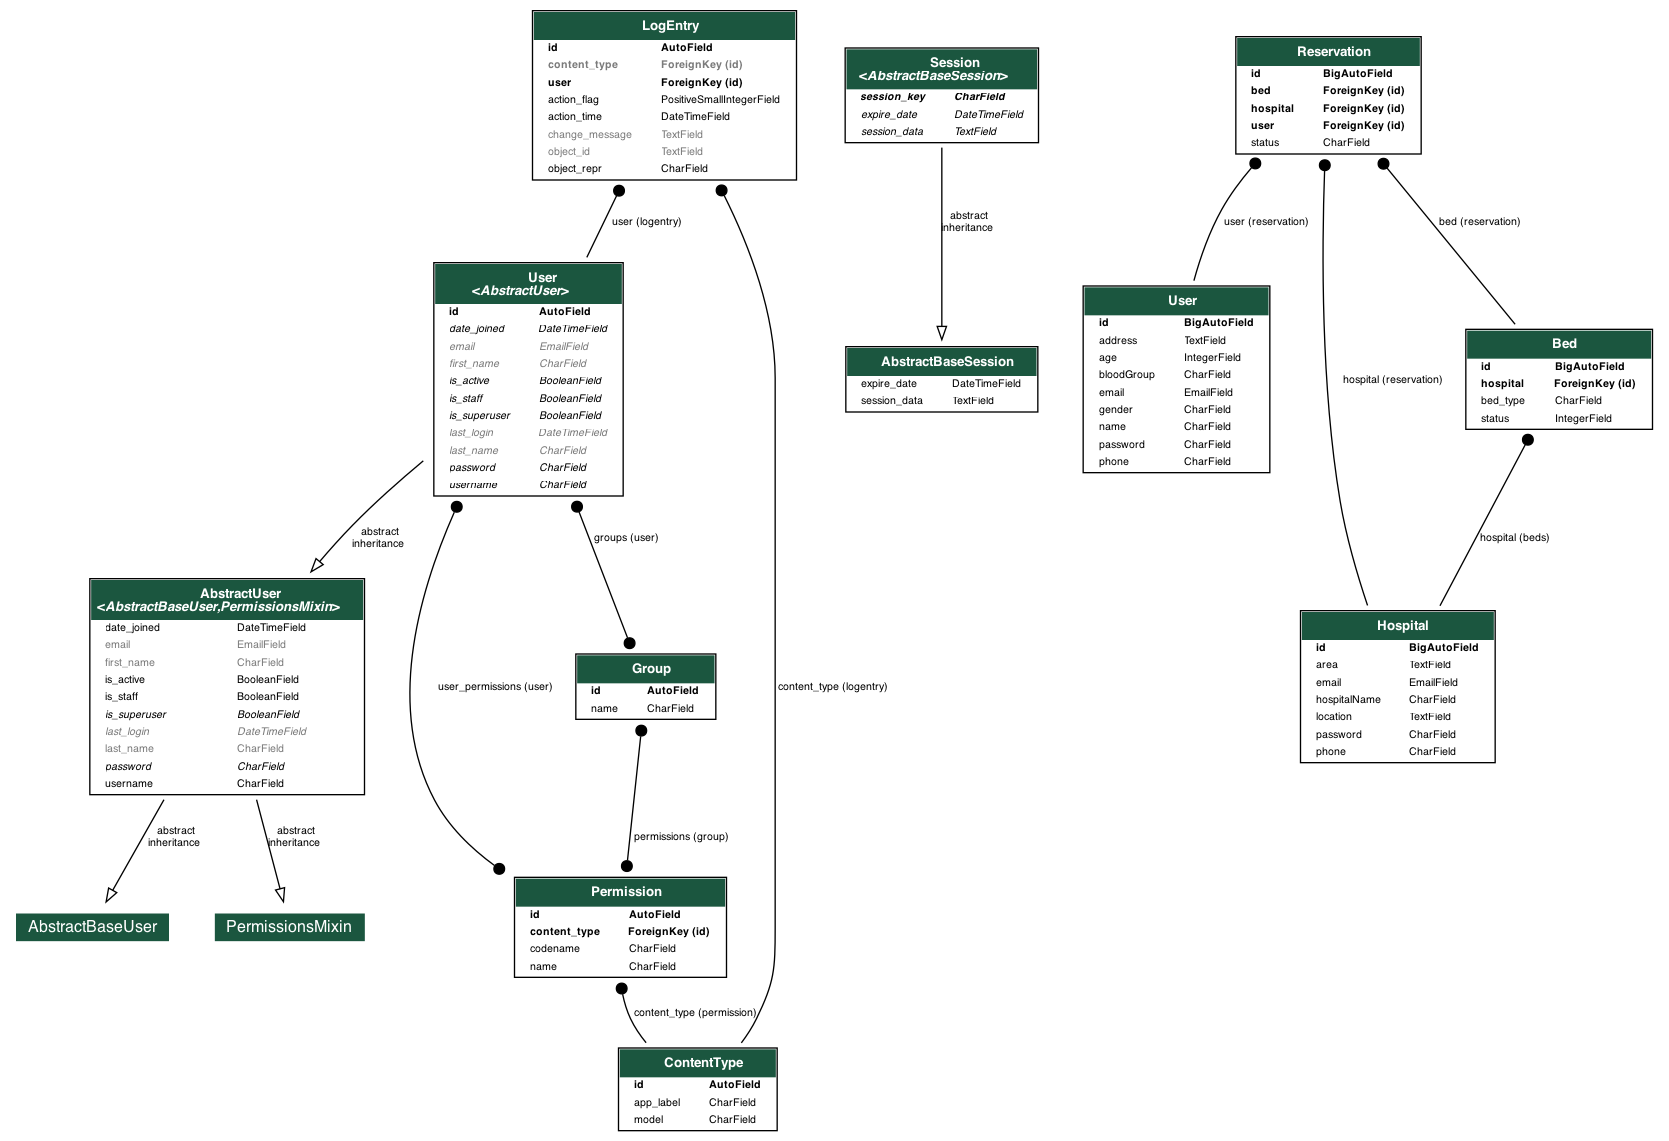 LogEntry
id AutoField
content_type ForeignKey (id)
user ForeignKey (id)
action_flag PositiveSmallIntegerField
action_time DateTimeField
change_message TextField
object_id TextField
object_repr CharField
user (logentry)
User
<AbstractUser>
id AutoField
date_joined DateTimeField
email EmailField
first_name CharField
is_active BooleanField
is_staff BooleanField
is_superuser BooleanField
last_login DateTimeField
last_name CharField
password CharField
username CharField
abstract
inheritance
groups (user)
AbstractUser
<AbstractBaseUser,PermissionsMixin>
date_joined DateTimeField
email EmailField
first_name CharField
is_active BooleanField
is_staff BooleanField
is_superuser BooleanField
last_login DateTimeField
last_name CharField
password CharField
username CharField
user_permissions (user)
content_type (logentry)
Group
id AutoField
name CharField
abstract
inheritance
abstract
inheritance
permissions (group)
AbstractBaseUser
PermissionsMixin
Permission
id AutoField
content_type ForeignKey (id)
codename CharField
name CharField
content_type (permission)
ContentType
id AutoField
app_label CharField
model CharField
Session
<AbstractBaseSession>
session_key CharField
expire_date DateTimeField
session_data TextField
abstract
inheritance
AbstractBaseSession
expire_date DateTimeField
session_data TextField
Reservation
id BigAutoField
bed ForeignKey (id)
hospital ForeignKey (id)
user ForeignKey (id)
status CharField
user (reservation)
bed (reservation)
hospital (reservation)
User
id BigAutoField
address TextField
age IntegerField
bloodGroup CharField
email EmailField
gender CharField
name CharField
password CharField
phone CharField
Bed
id BigAutoField
hospital ForeignKey (id)
bed_type CharField
status IntegerField
hospital (beds)
Hospital
id BigAutoField
area TextField
email EmailField
hospitalName CharField
location TextField
password CharField
phone CharField